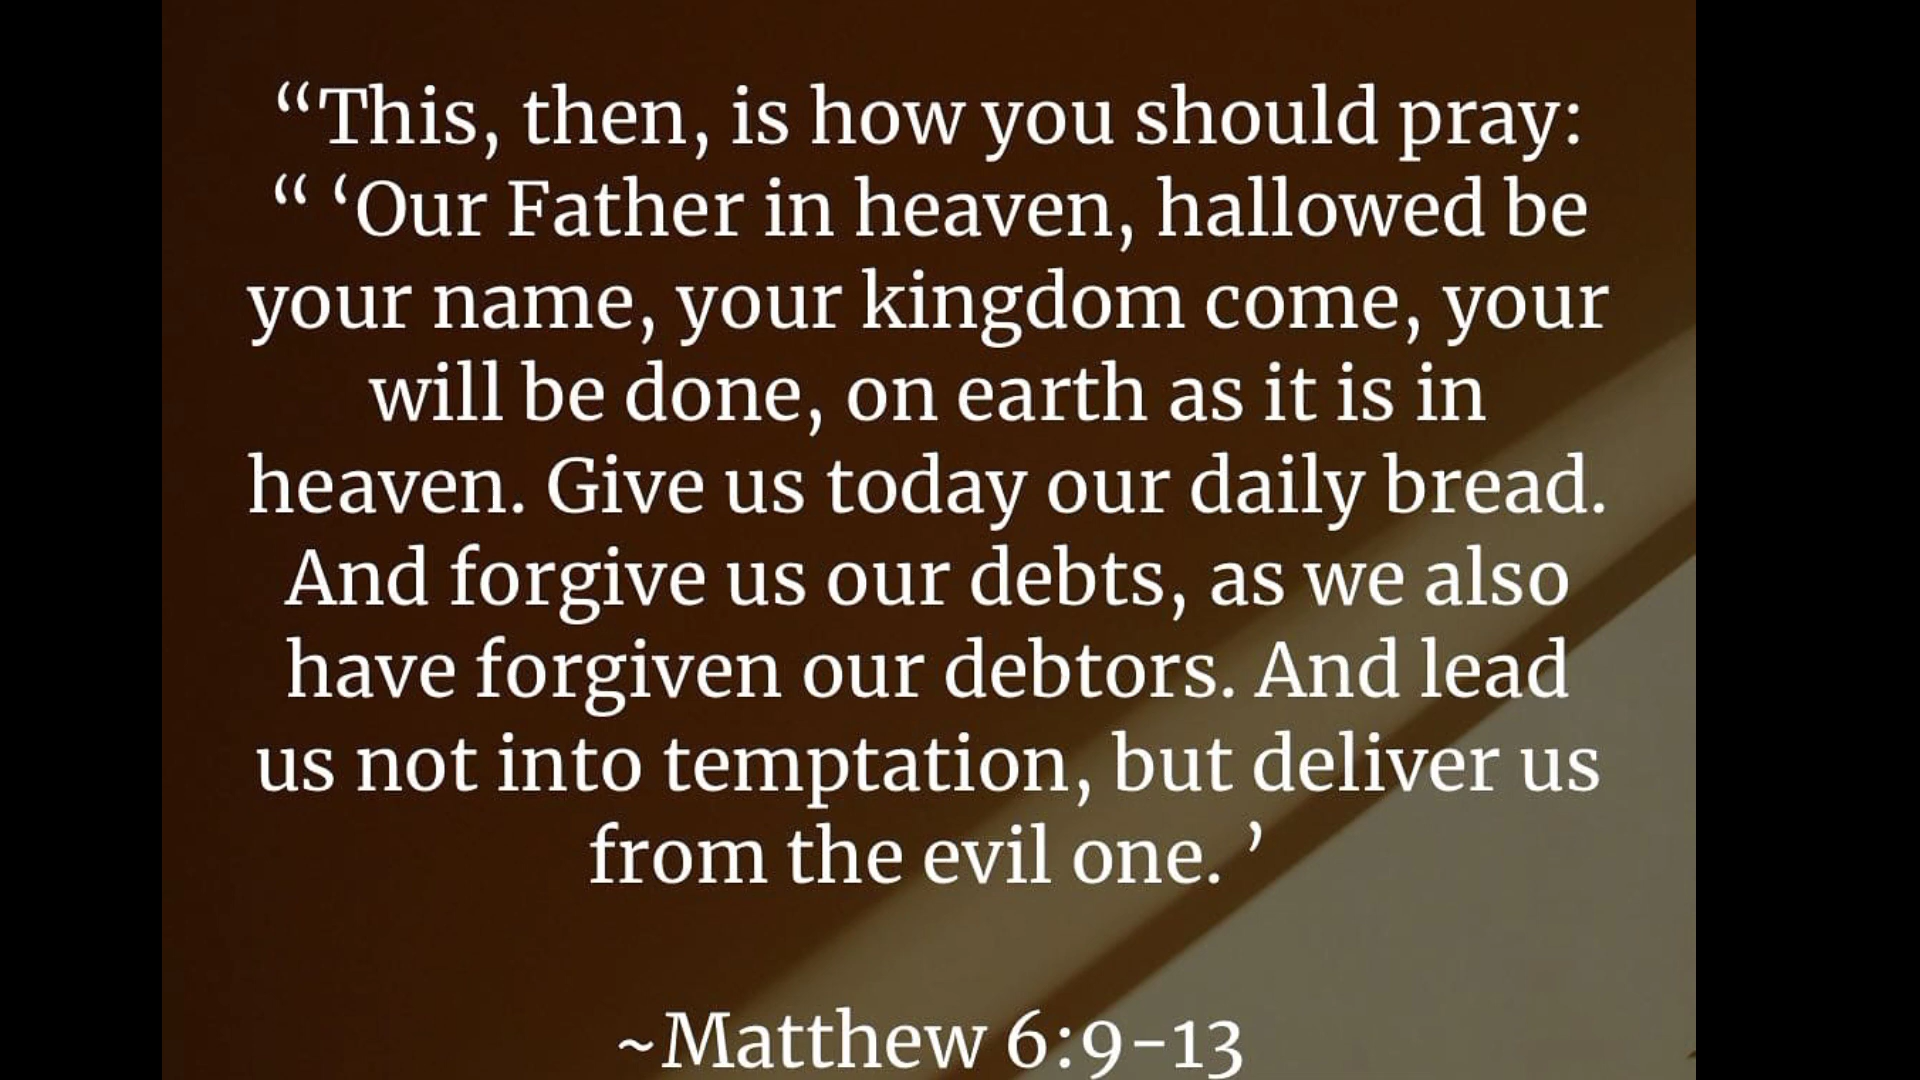 “This, then, is how you should pray:
“ ‘Our Father in heaven, hallowed be
your name, your kingdom come, your
will be done, on earth as it is in
heaven. Give us today our daily bread.
And forgive us our debts, as we also
have forgiven our debtors. And lead
us not into temptation, but deliver us
from the evil one. ’
~Matthew 6:9-13